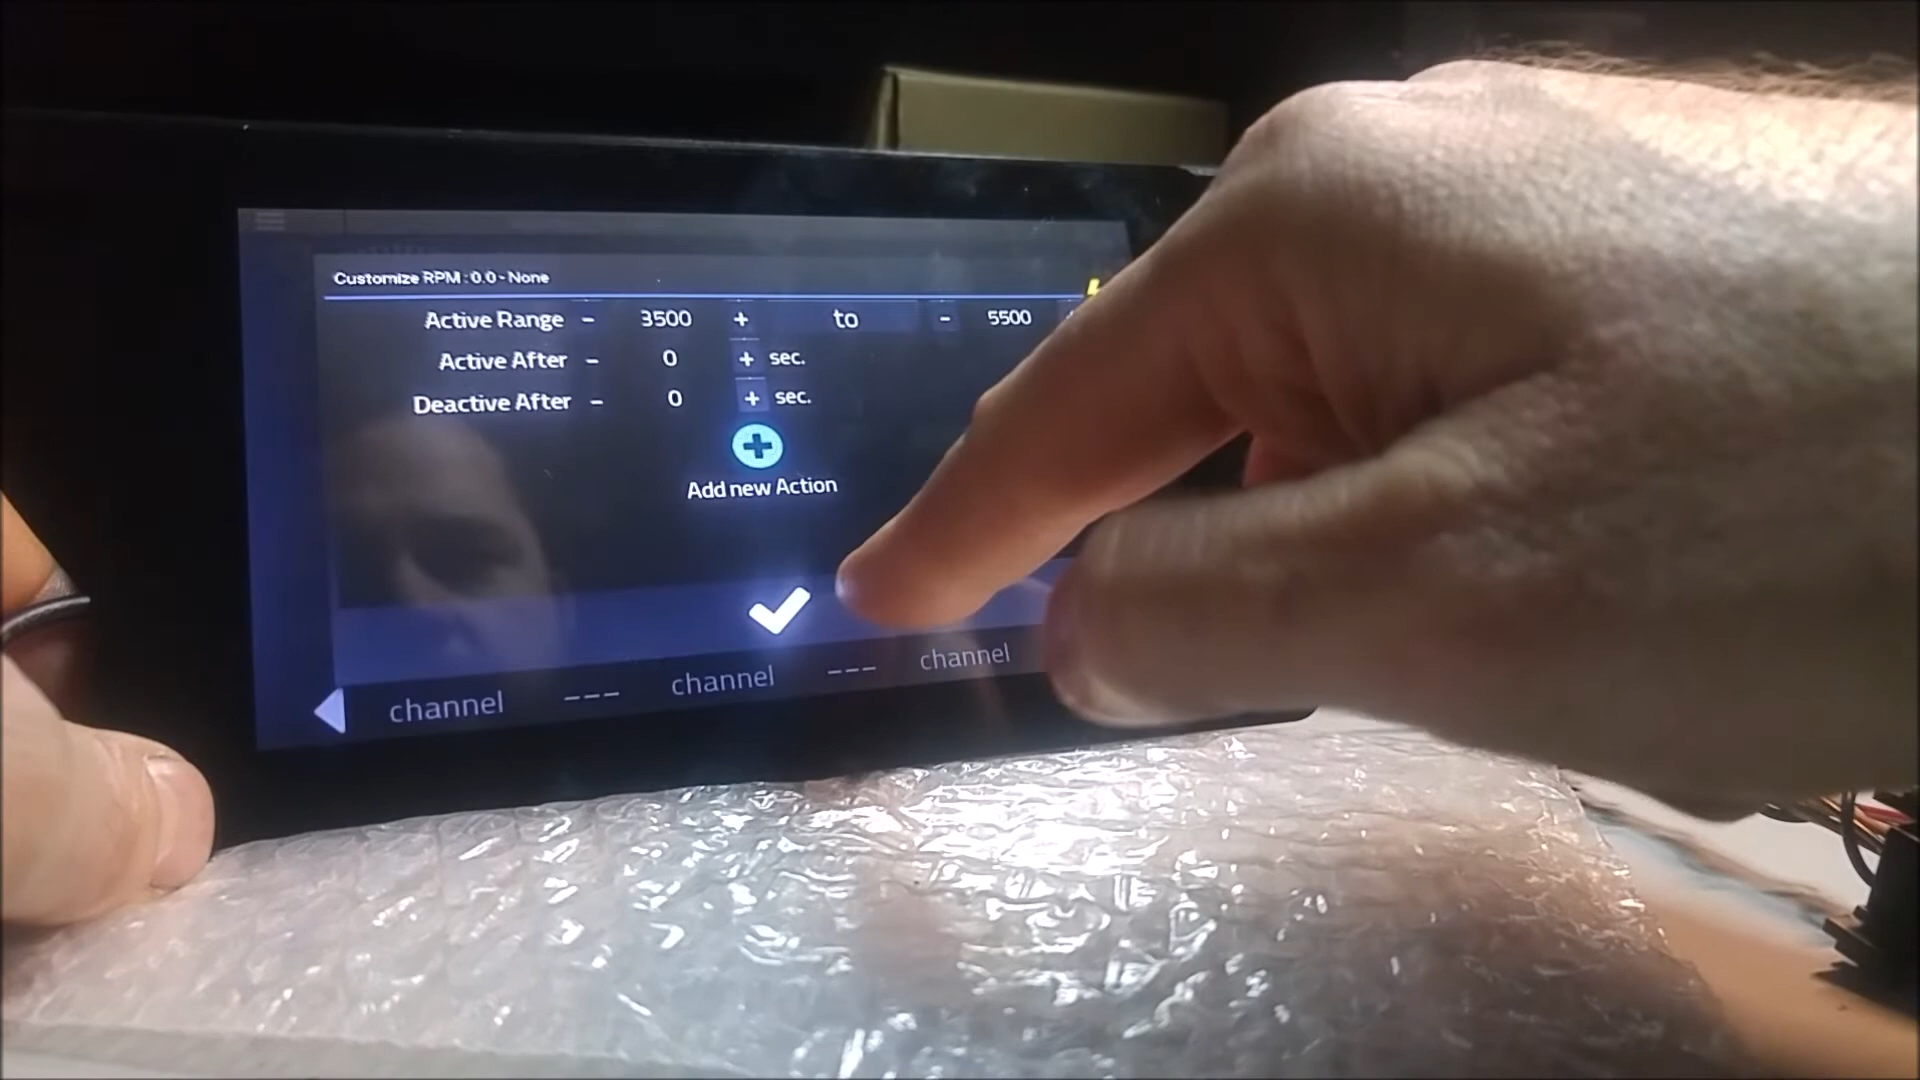 Customize RPM : 0.0 - None
Active Range - 3500 + to - 5500
Active After - 0 + sec.
Deactive After - 0 + sec.
Add new Action
channel --- channel --- channel